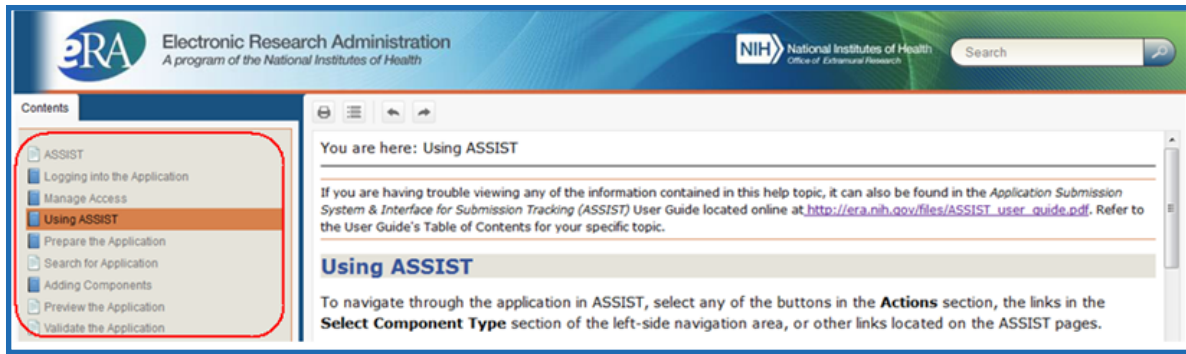 eRA
Electronic Research Administration
A program of the National Institutes of Health
NIH
National Institutes of Health
Office of Extramural Research
Search
Contents
ASSIST
Logging into the Application
Manage Access
Using ASSIST
Prepare the Application
Search for Application
Adding Components
Preview the Application
Validate the Application
You are here: Using ASSIST
If you are having trouble viewing any of the information contained in this help topic, it can also be found in the Application Submission
System & Interface for Submission Tracking (ASSIST) User Guide located online at http://era.nih.gov/files/ASSIST_user_guide.pdf. Refer to
the User Guide's Table of Contents for your specific topic.
Using ASSIST
To navigate through the application in ASSIST, select any of the buttons in the Actions section, the links in the
Select Component Type section of the left-side navigation area, or other links located on the ASSIST pages.